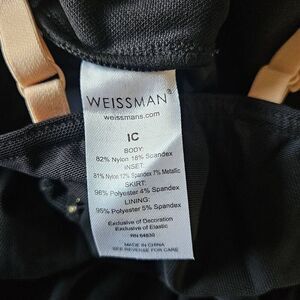 WEISSMAN®
weissmans.com
IC
BODY:
82% Nylon 18% Spandex
INSET:
81% Nylon 12% Spandex 7% Metallic
SKIRT:
96% Polyester 4% Spandex
LINING:
95% Polyester 5% Spandex
Exclusive of Decoration
Exclusive of Elastic
RN 64830
MADE IN CHINA
SEE REVERSE FOR CARE